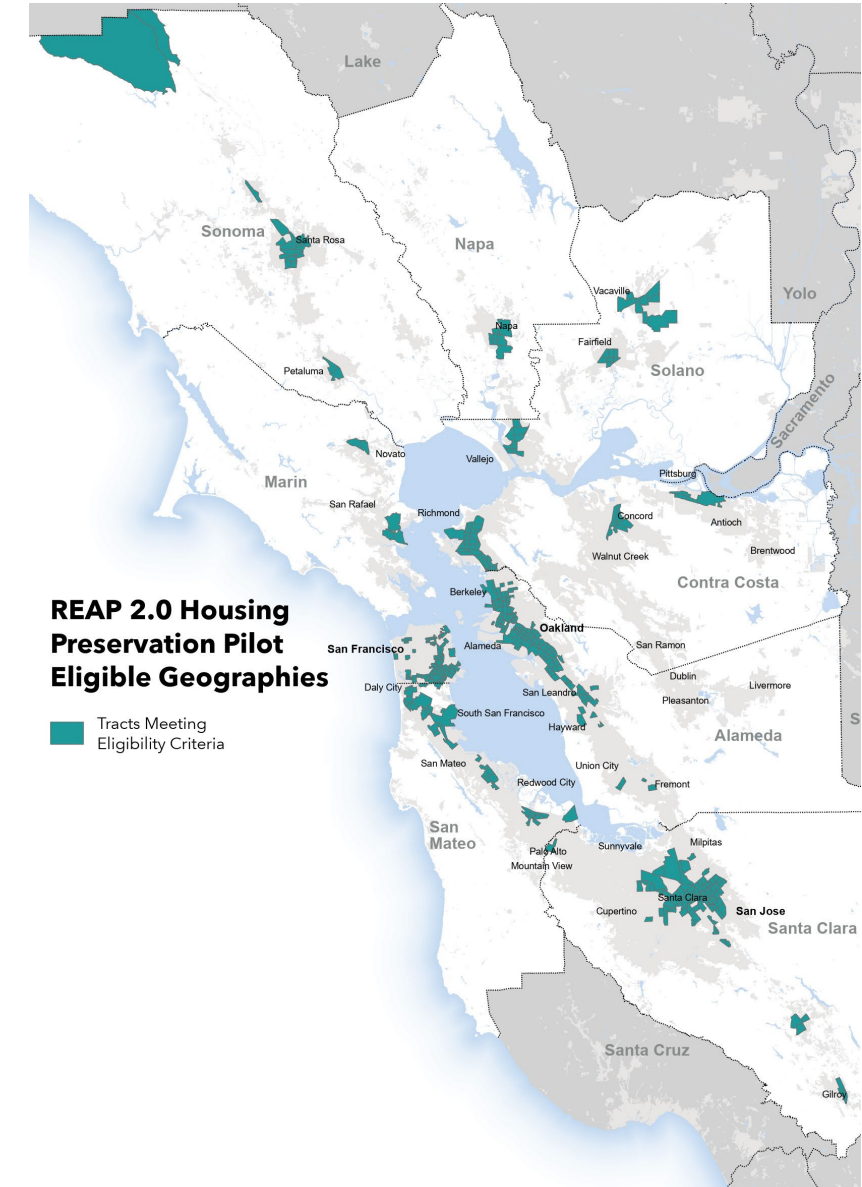 Lake
Sonoma
Santa Rosa
Napa
Vacaville
Yolo
Napa
Fairfield
Solano
Petaluma
Sacramento
Novato
Vallejo
Pittsburg
Marin
San Rafael
Richmond
Concord
Antioch
Walnut Creek
Brentwood
Contra Costa
Berkeley
REAP 2.0 Housing
Preservation Pilot
Eligible Geographies
Tracts Meeting
Eligibility Criteria
Oakland
San Francisco
Alameda
San Ramon
Dublin
Livermore
Daly City
San Leandro
Pleasanton
South San Francisco
Hayward
Alameda
S
San Mateo
Union City
Redwood City
Fremont
San
Mateo
Palo Alto
Sunnyvale
Milpitas
Mountain View
Santa Clara
Cupertino
San Jose
Santa Clara
Santa Cruz
Gilroy